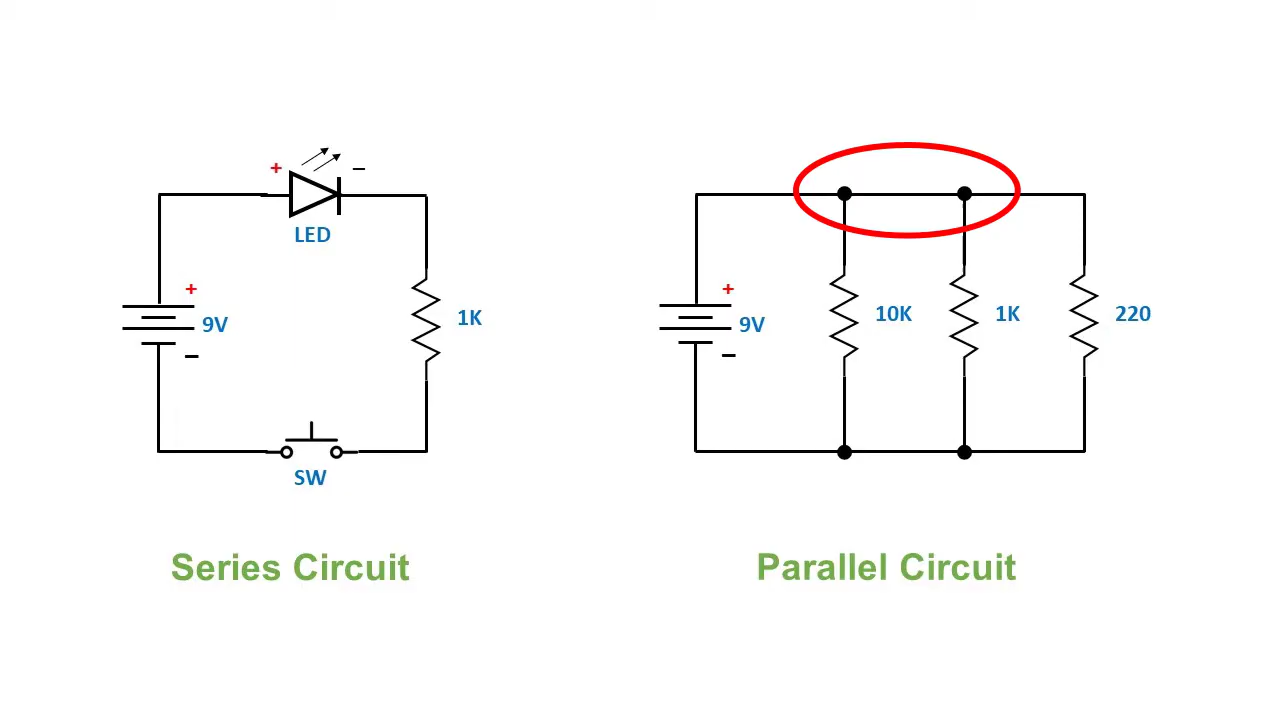 +
–
LED
+
9V
–
1K
SW
Series Circuit
+
9V
–
10K
1K
220
Parallel Circuit